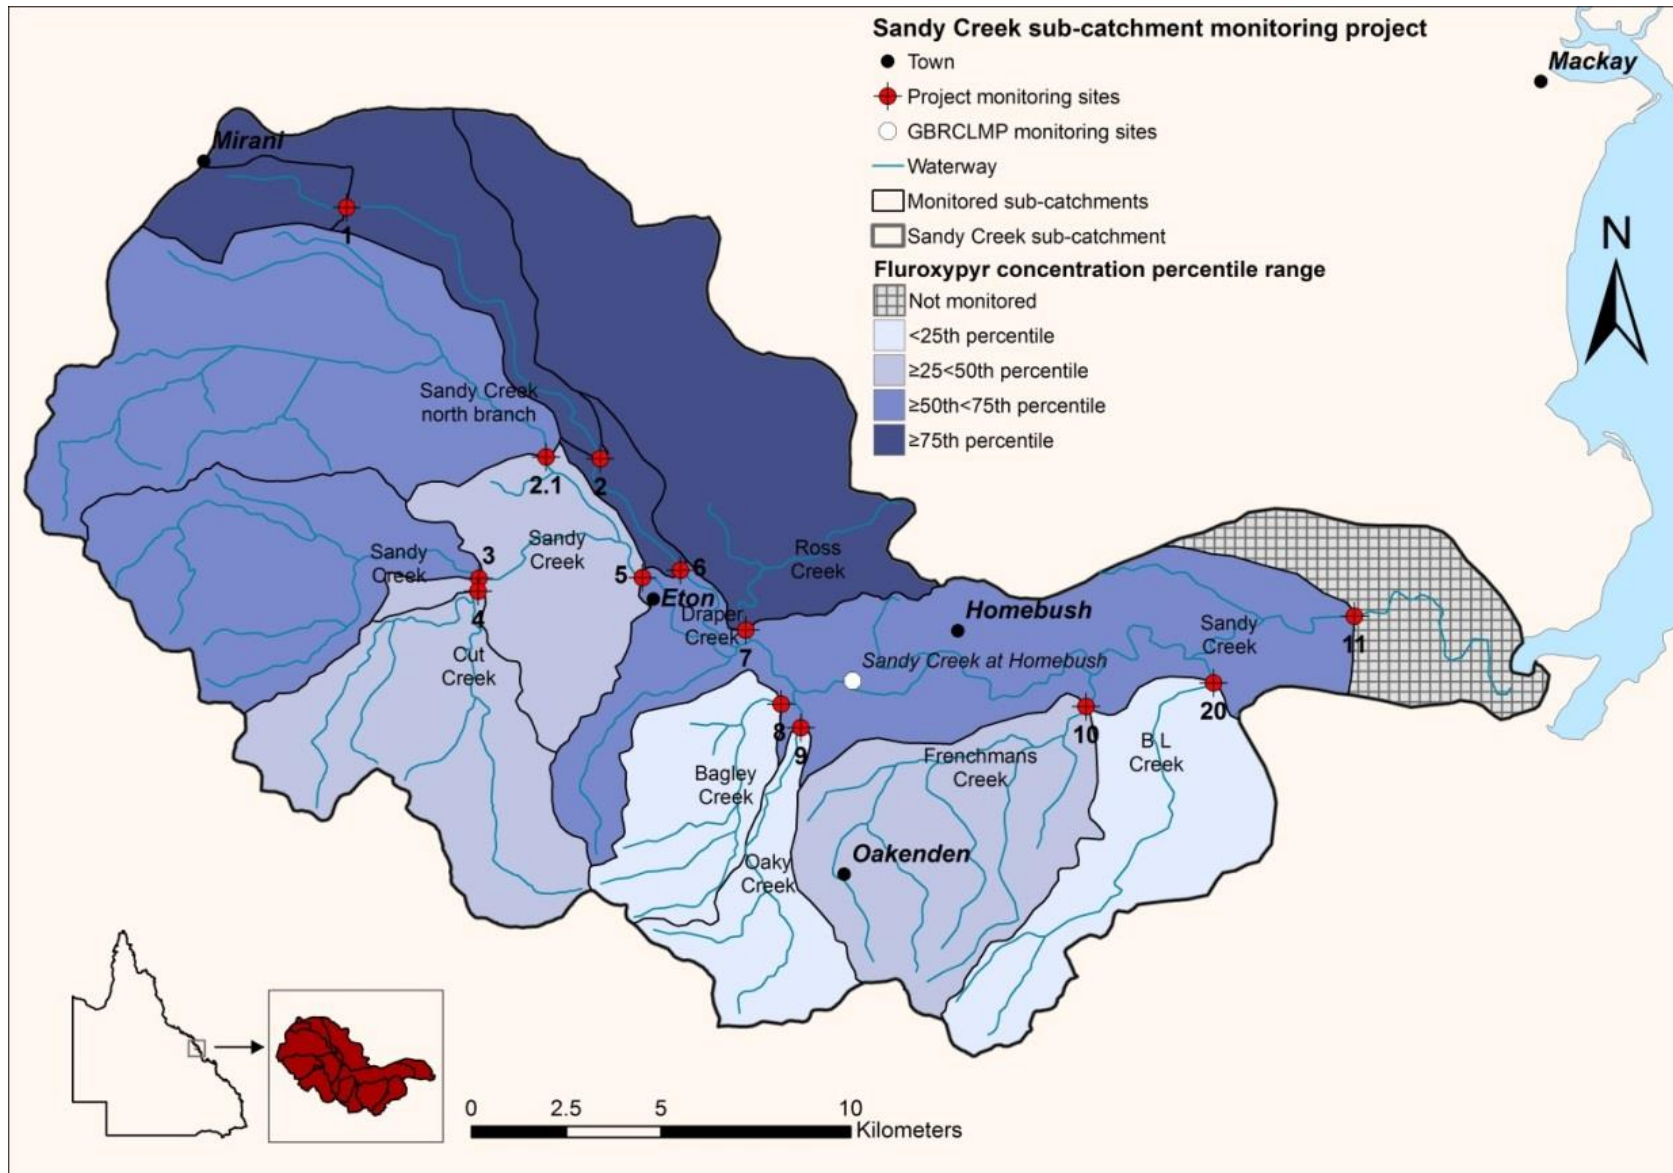 Sandy Creek sub-catchment monitoring project
Town
Project monitoring sites
GBRCLMP monitoring sites
Waterway
Monitored sub-catchments
Sandy Creek sub-catchment
Fluroxypyr concentration percentile range
Not monitored
<25th percentile
≥25<50th percentile
≥50th<75th percentile
≥75th percentile
Mackay
N
Mirani
1
Sandy Creek
north branch
2.1
2
Sandy
Creek
3
Sandy
Creek
4
Cut
Creek
5
6
Eton
Draper
Creek
7
Ross
Creek
Homebush
Sandy Creek at Homebush
Sandy
Creek
11
20
8
9
10
Bagley
Creek
Oaky
Creek
Frenchmans
Creek
B L
Creek
Oakenden
0
2.5
5
10
Kilometers